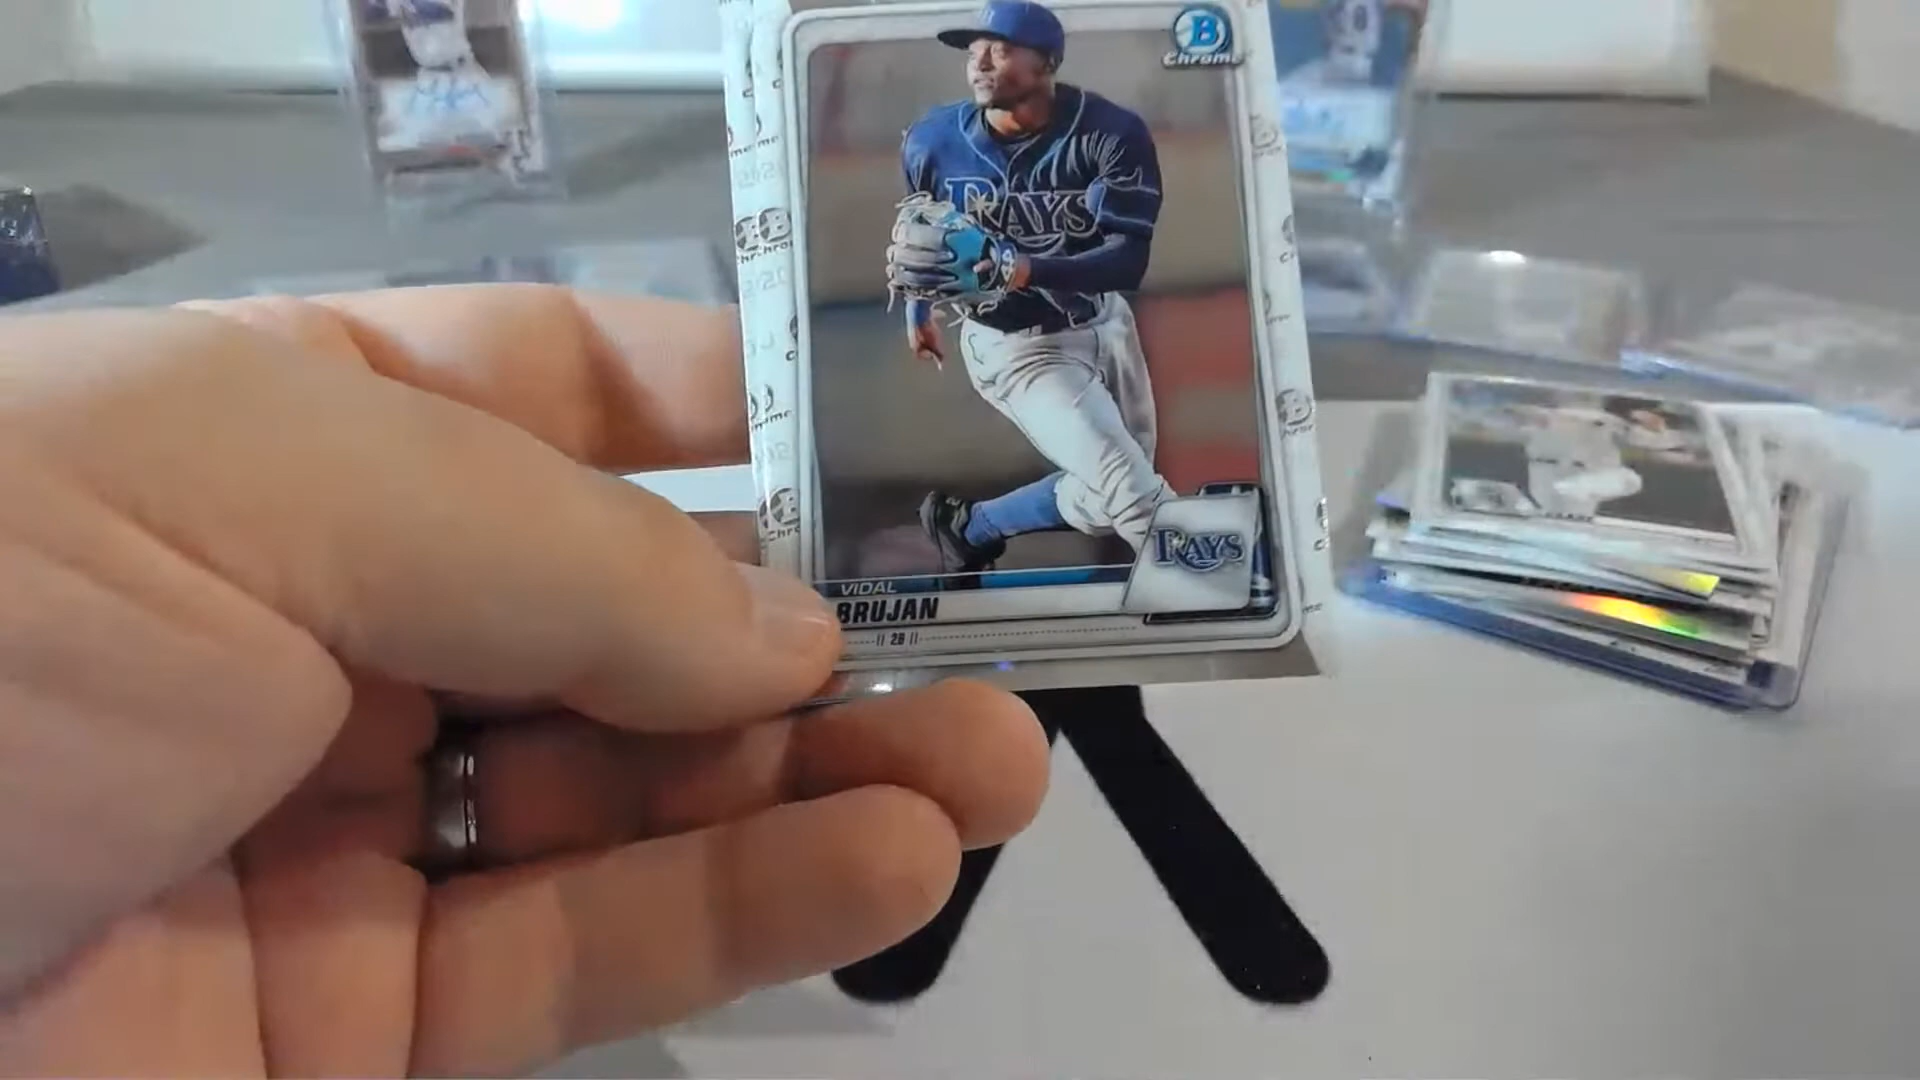 B
Chrome
RAYS
RAYS
VIDAL
BRUJAN
2B